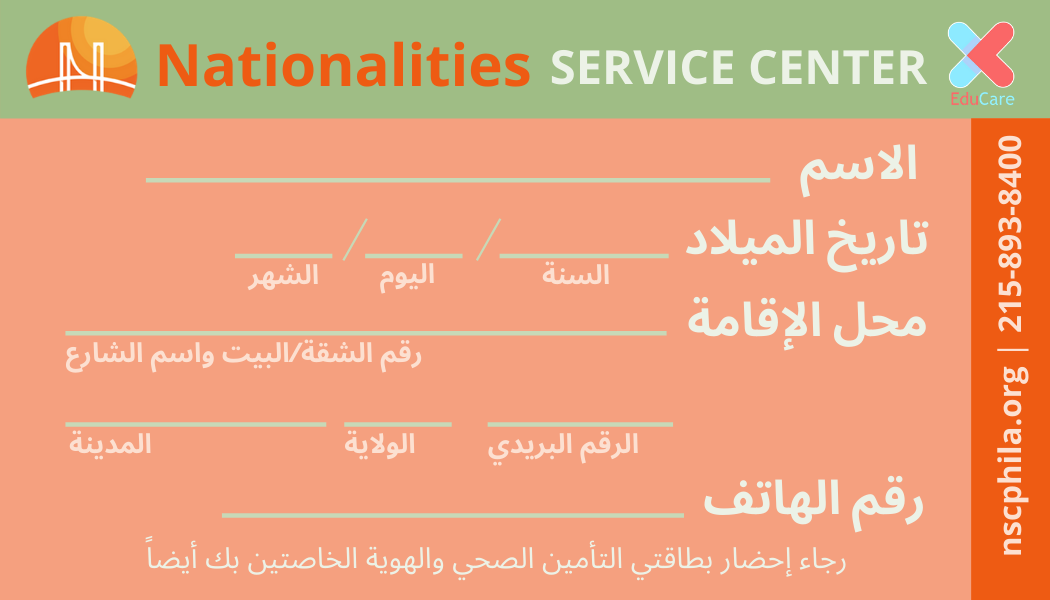 Nationalities SERVICE CENTER
EduCare
الاسم
تاريخ الميلاد
السنة / اليوم / الشهر
محل الإقامة
رقم الشقة/البيت واسم الشارع
الرقم البريدي الولاية المدينة
رقم الهاتف
رجاء إحضار بطاقتي التأمين الصحي والهوية الخاصتين بك أيضاً
nscphila.org | 215-893-8400